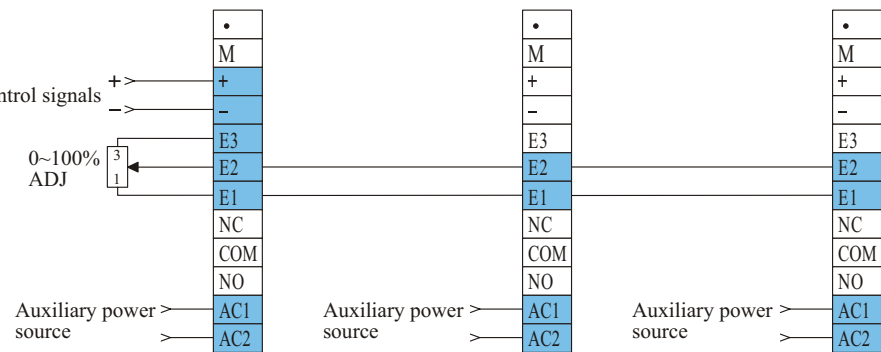 M
M
M
+
+
+
+
ntrol signals
–
–
–
–
E3
E3
E3
0~100%
ADJ
3
1
E2
E2
E2
E1
E1
E1
NC
NC
NC
COM
COM
COM
NO
NO
NO
Auxiliary power
source
AC1
Auxiliary power
source
AC1
Auxiliary power
source
AC1
AC2
AC2
AC2